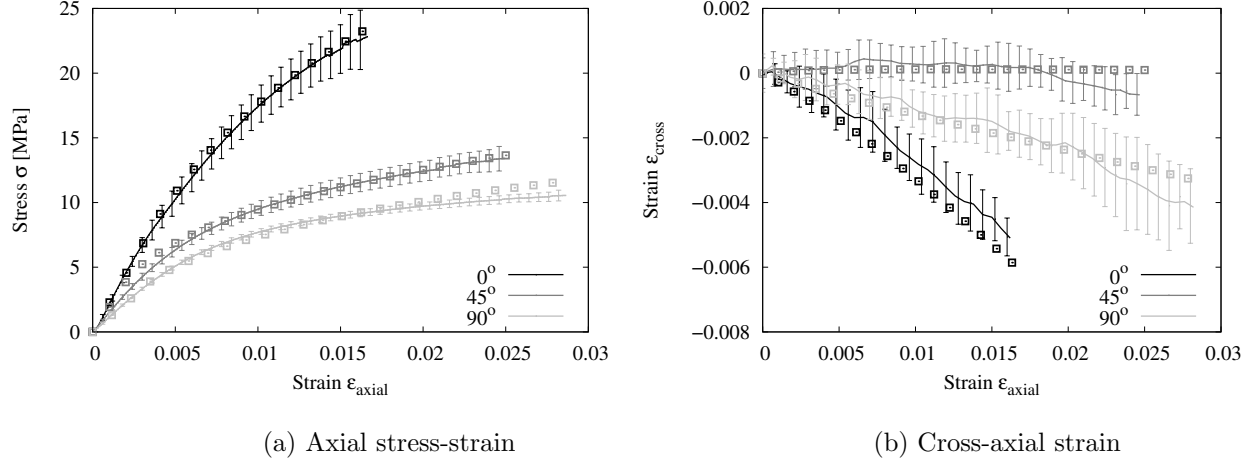 25
20
15
10
5
0
0 0.005 0.01 0.015 0.02 0.025 0.03
Stress σ [MPa]
Strain ε_axial
0°
45°
90°
(a) Axial stress-strain
0.002
0
−0.002
−0.004
−0.006
−0.008
0 0.005 0.01 0.015 0.02 0.025 0.03
Strain ε_cross
Strain ε_axial
0°
45°
90°
(b) Cross-axial strain